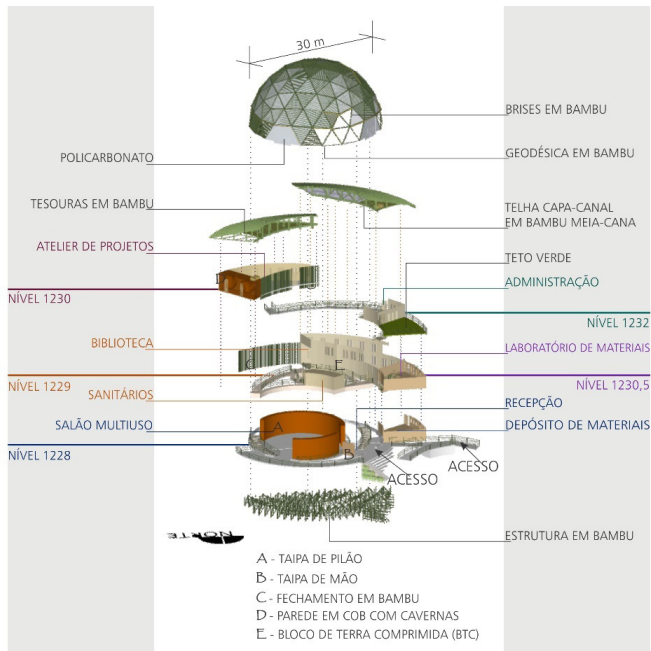 30 m
BRISES EM BAMBU
POLICARBONATO
GEODÉSICA EM BAMBU
TESOURAS EM BAMBU
TELHA CAPA-CANAL
EM BAMBU MEIA-CANA
ATELIER DE PROJETOS
TETO VERDE
ADMINISTRAÇÃO
NÍVEL 1230
NÍVEL 1232
BIBLIOTECA
LABORATÓRIO DE MATERIAIS
C
E
NÍVEL 1229
NÍVEL 1230,5
SANITÁRIOS
RECEPÇÃO
SALÃO MULTIUSO
A
DEPÓSITO DE MATERIAIS
NÍVEL 1228
B
ACESSO
ACESSO
NORTE
ESTRUTURA EM BAMBU
A - TAIPA DE PILÃO
B - TAIPA DE MÃO
C - FECHAMENTO EM BAMBU
D - PAREDE EM COB COM CAVERNAS
E - BLOCO DE TERRA COMPRIMIDA (BTC)